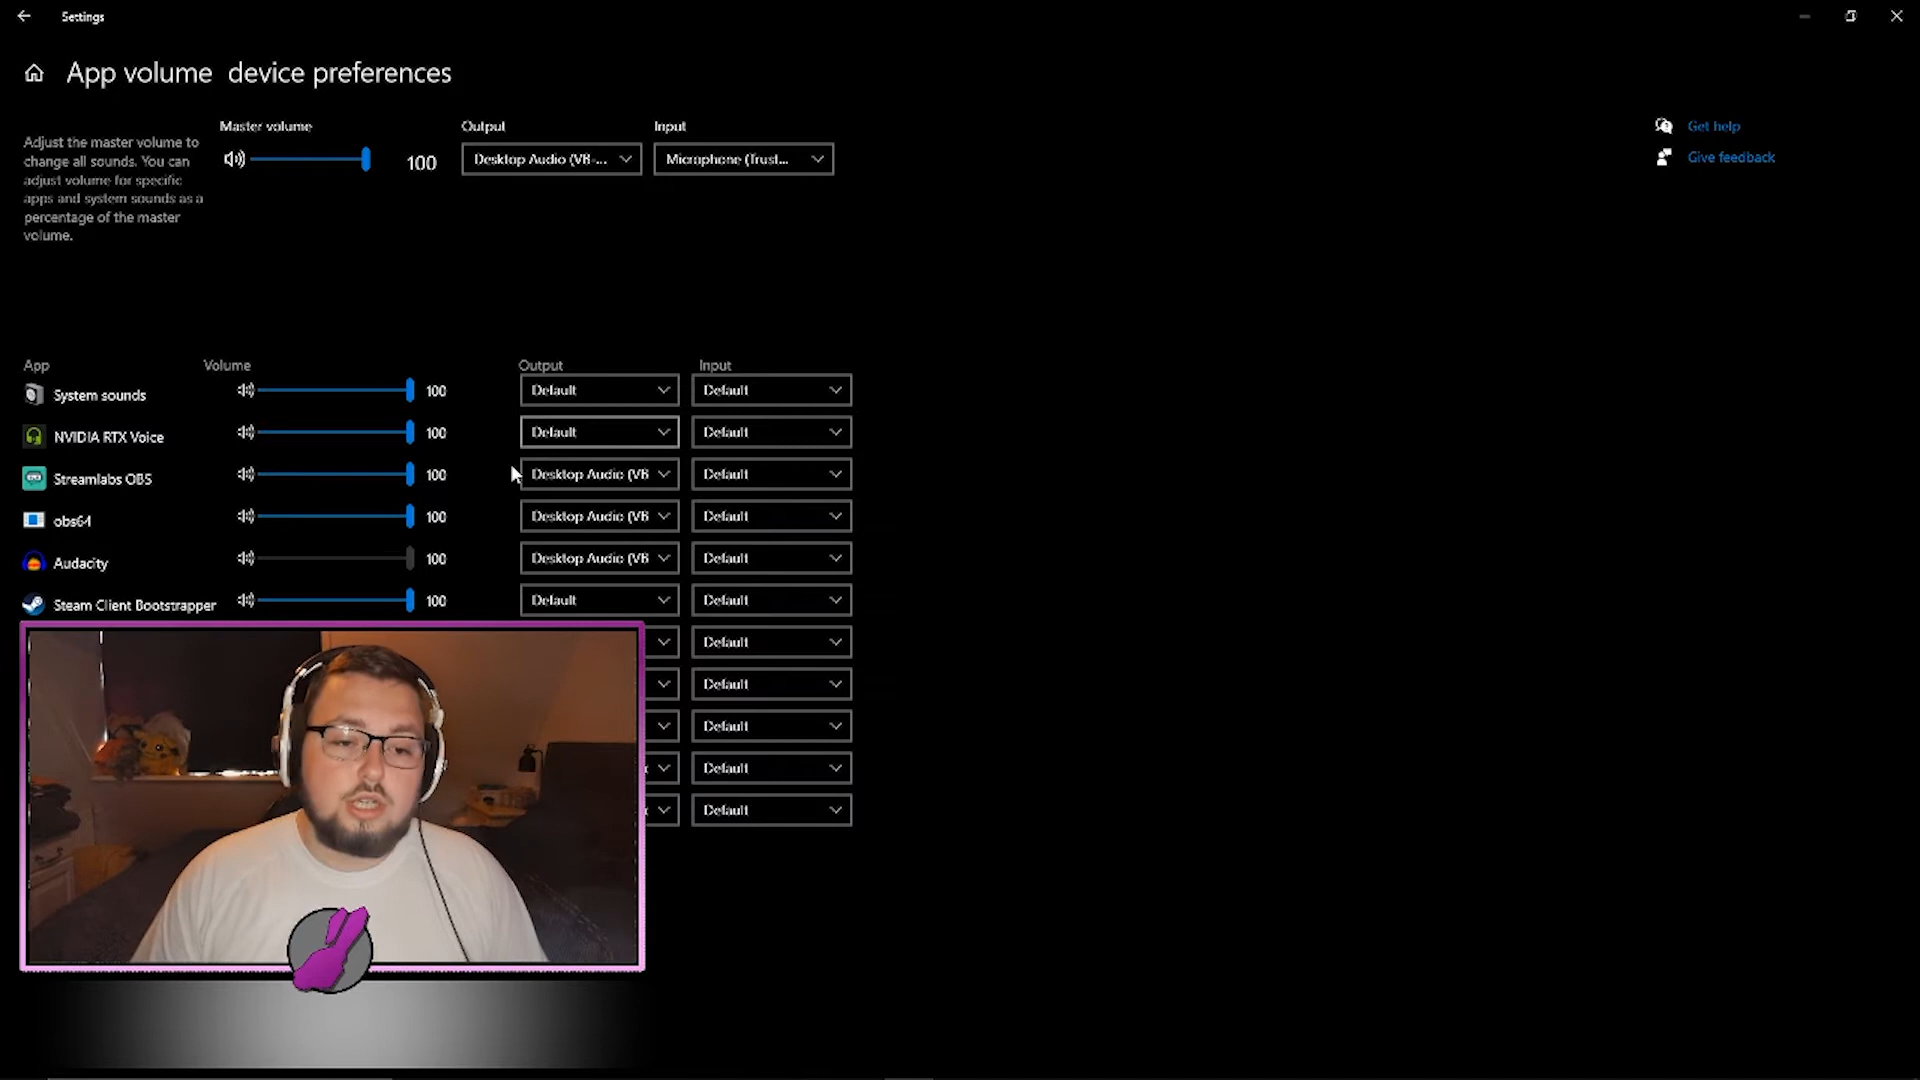 Settings
App volume device preferences
Master volume
Output
Input
Adjust the master volume to
change all sounds. You can
adjust volume for specific
apps and system sounds as a
percentage of the master
volume.
100
Desktop Audio (VB-...
Microphone (Trust...
Get help
Give feedback
App
Volume
Output
Input
System sounds
100
Default
Default
NVIDIA RTX Voice
100
Default
Default
Streamlabs OBS
100
Desktop Audio (VB
Default
obs64
100
Desktop Audio (VB
Default
Audacity
100
Desktop Audio (VB
Default
Steam Client Bootstrapper
100
Default
Default
Default
Default
Default
Default
Default